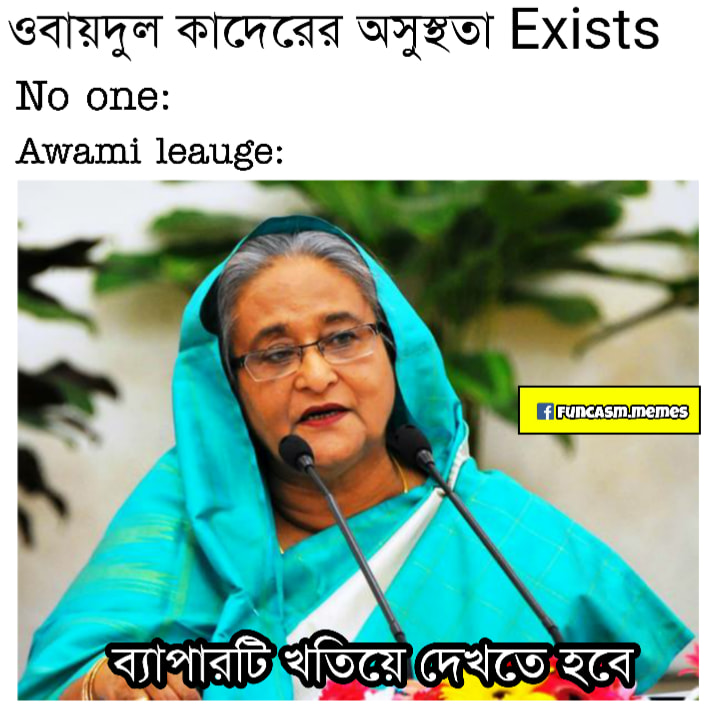 ওবায়দুল কাদেরের অসুস্থতা Exists
No one:
Awami leauge:
f FUNCASM.MEMES
ব্যাপারটি খতিয়ে দেখতে হবে